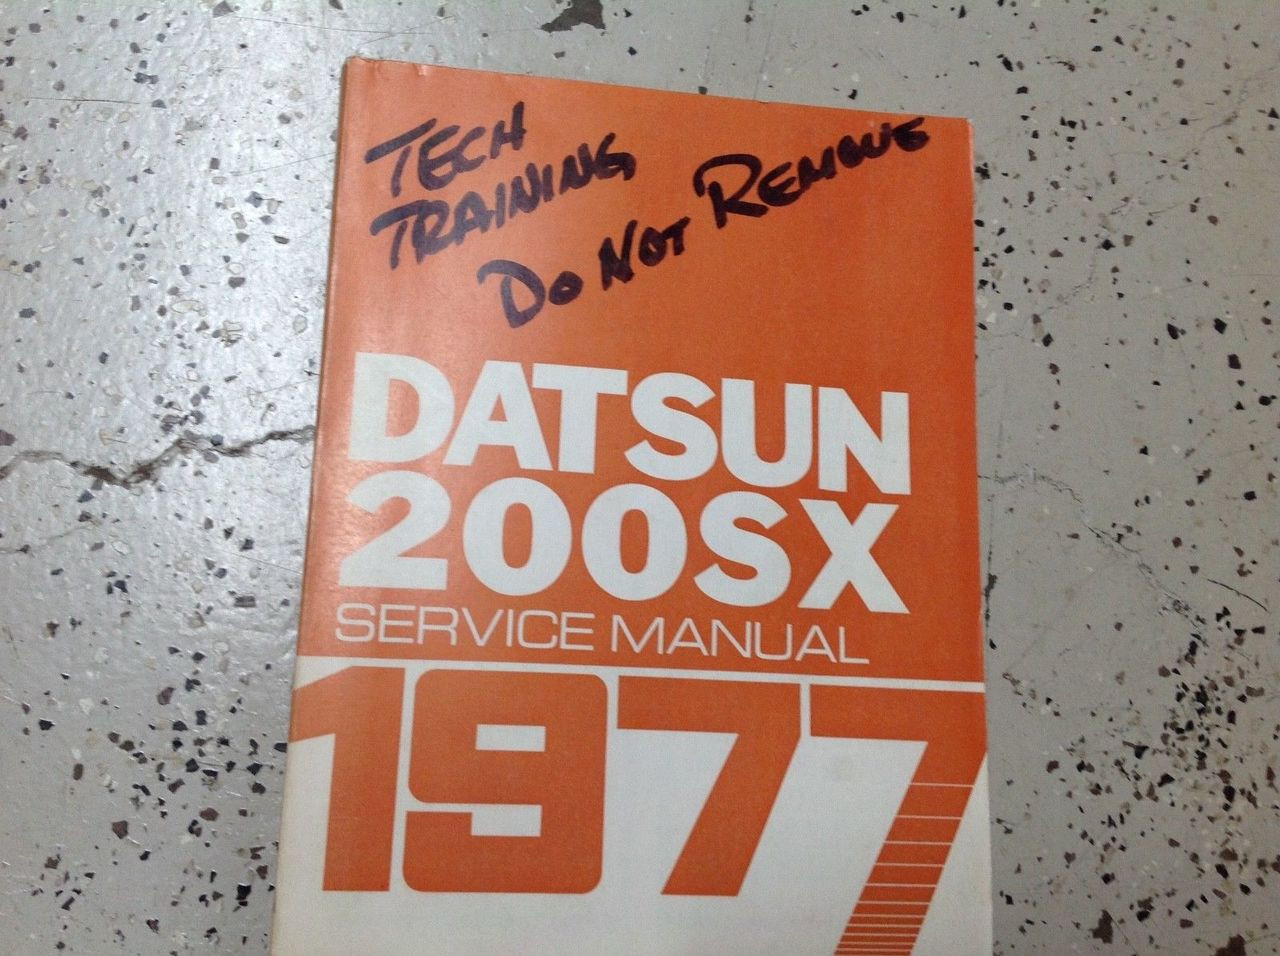 TECH
TRAINING
DO NOT REMOVE
DATSUN
200SX
SERVICE MANUAL
1977